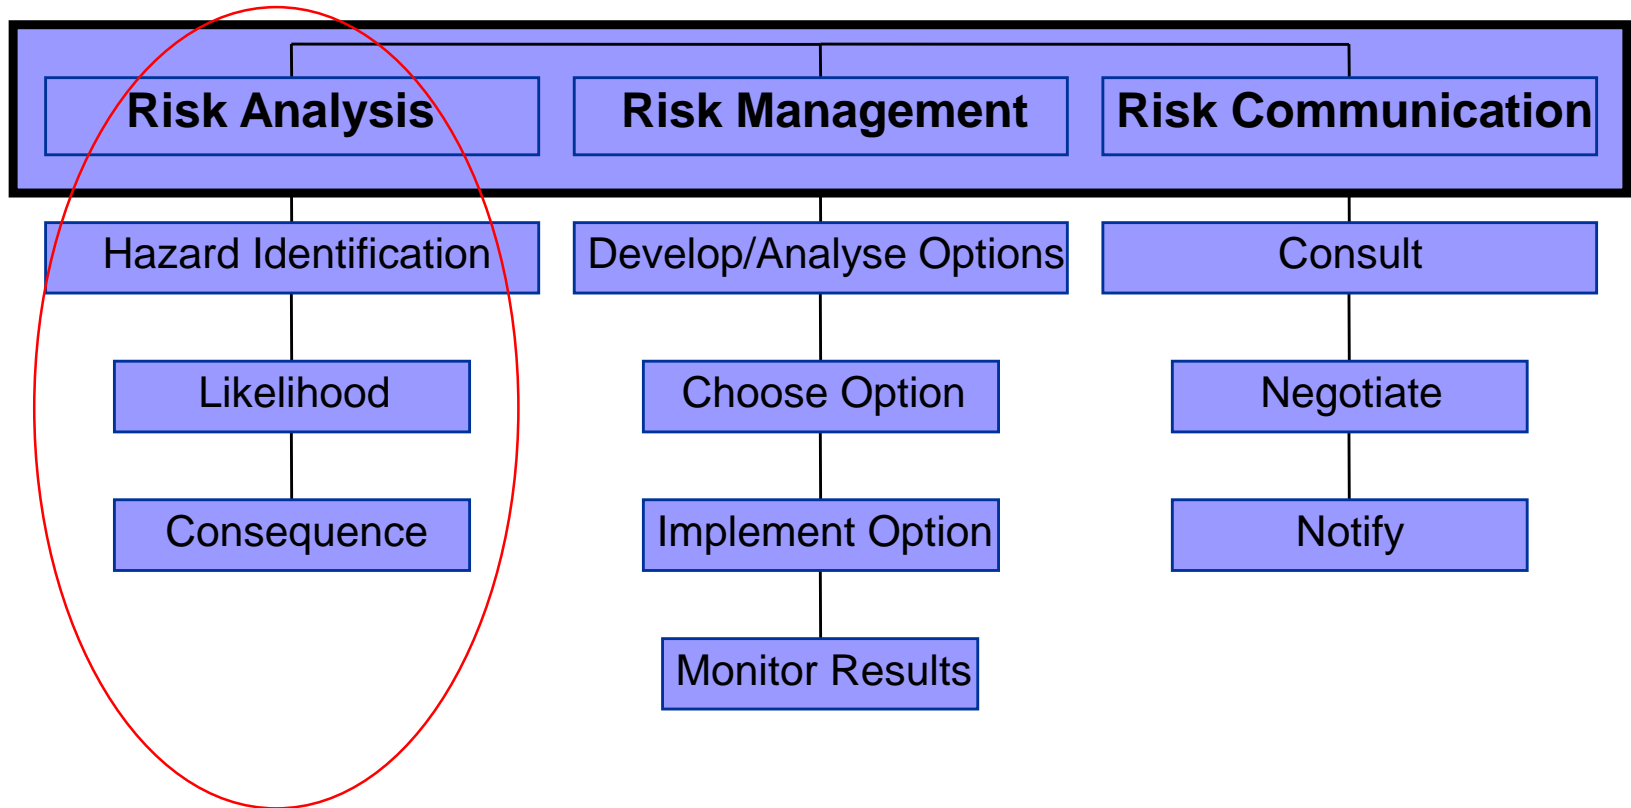 Risk Analysis
Risk Management
Risk Communication
Hazard Identification
Develop/Analyse Options
Consult
Likelihood
Choose Option
Negotiate
Consequence
Implement Option
Notify
Monitor Results